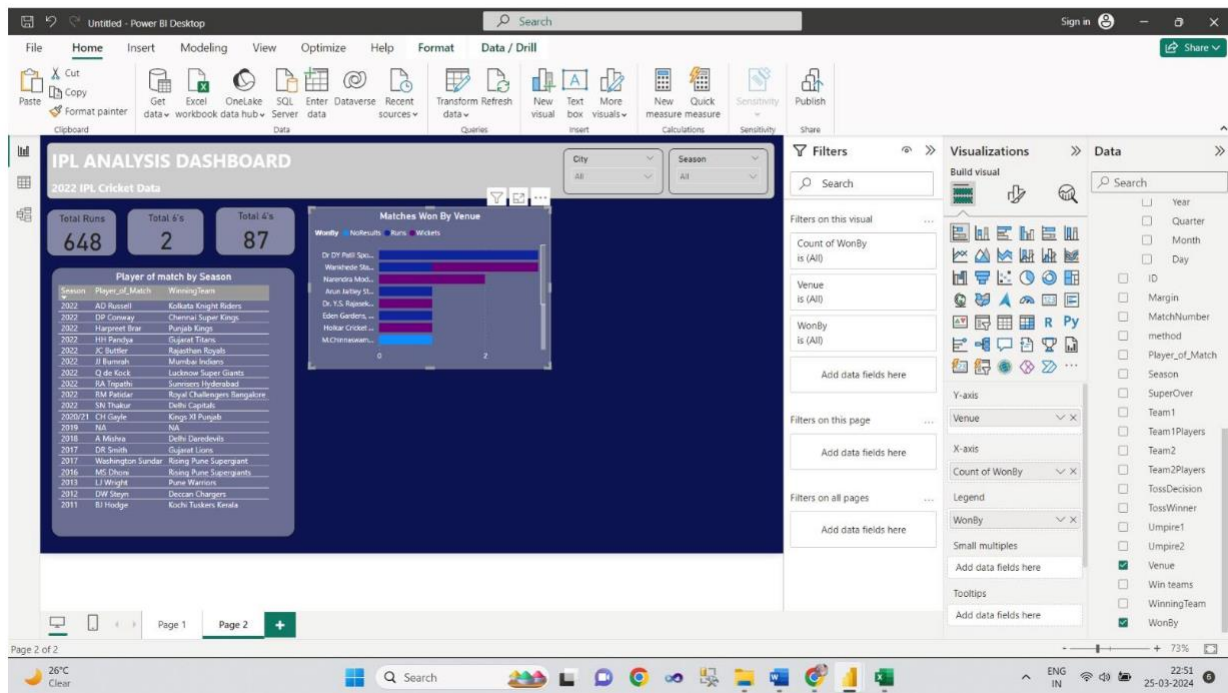 Untitled - Power BI Desktop
Search
Sign in
File Home Insert Modeling View Optimize Help Format Data / Drill
Share
Paste
Cut
Copy
Format painter
Get data
Excel workbook
OneLake data hub
SQL Server
Enter data
Dataverse
Recent sources
Transform data
Refresh
New visual
Text box
More visuals
New measure
Quick measure
Sensitivity
Publish
Clipboard Data Queries Insert Calculations Sensitivity Share
IPL ANALYSIS DASHBOARD
2022 IPL Cricket Data
City
All
Season
All
Total Runs
648
Total 6's
2
Total 4's
87
Player of match by Season
Season Player_of_Match WinningTeam
2022 AD Russell Kolkata Knight Riders
2022 DP Conway Chennai Super Kings
2022 Harpreet Brar Punjab Kings
2022 HH Pandya Gujarat Titans
2022 JC Buttler Rajasthan Royals
2022 JJ Bumrah Mumbai Indians
2022 Q de Kock Lucknow Super Giants
2022 RA Tripathi Sunrisers Hyderabad
2022 RM Patidar Royal Challengers Bangalore
2022 SN Thakur Delhi Capitals
2020/21 CH Gayle Kings XI Punjab
2019 NA NA
2018 A Mishra Delhi Daredevils
2017 DR Smith Gujarat Lions
2017 Washington Sundar Rising Pune Supergiant
2016 MS Dhoni Rising Pune Supergiants
2013 LJ Wright Pune Warriors
2012 DW Steyn Deccan Chargers
2011 BJ Hodge Kochi Tuskers Kerala
Matches Won By Venue
WonBy NoResults Runs Wickets
Dr DY Patil Spo...
Wankhede Sta...
Narendra Mod...
Arun Jaitley St...
Dr. Y.S. Rajasek...
Eden Gardens, ...
Holkar Cricket ...
M.Chinnaswam...
0 2
Filters
Search
Filters on this visual
Count of WonBy
is (All)
Venue
is (All)
WonBy
is (All)
Add data fields here
Filters on this page
Add data fields here
Filters on all pages
Add data fields here
Visualizations
Build visual
R Py
Y-axis
Venue
X-axis
Count of WonBy
Legend
WonBy
Small multiples
Add data fields here
Tooltips
Add data fields here
Data
Search
Year
Quarter
Month
Day
ID
Margin
MatchNumber
method
Player_of_Match
Season
SuperOver
Team1
Team1Players
Team2
Team2Players
TossDecision
TossWinner
Umpire1
Umpire2
Venue
Win teams
WinningTeam
WonBy
Page 1 Page 2
Page 2 of 2
73%
26°C
Clear
Search
ENG
IN
22:51
25-03-2024
6